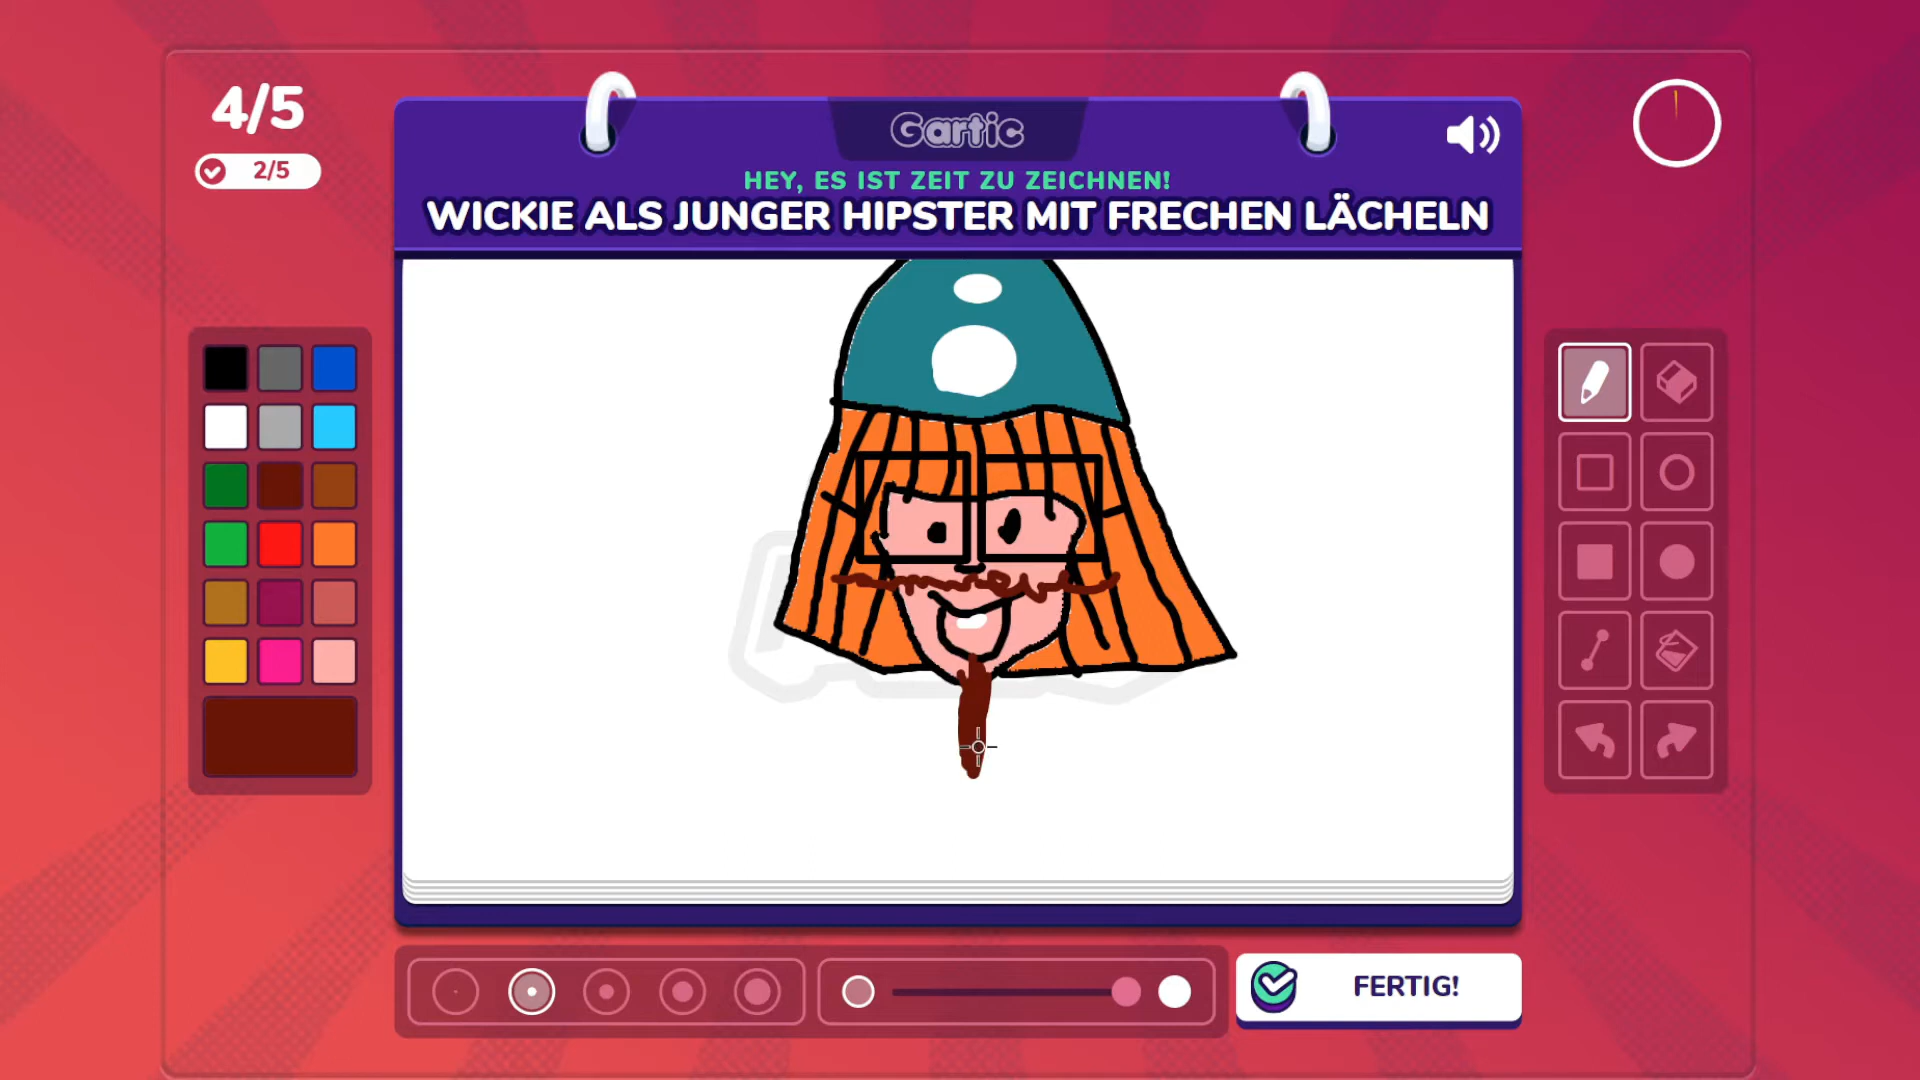 4/5
2/5
Gartic
HEY, ES IST ZEIT ZU ZEICHNEN!
WICKIE ALS JUNGER HIPSTER MIT FRECHEN LÄCHELN
FERTIG!